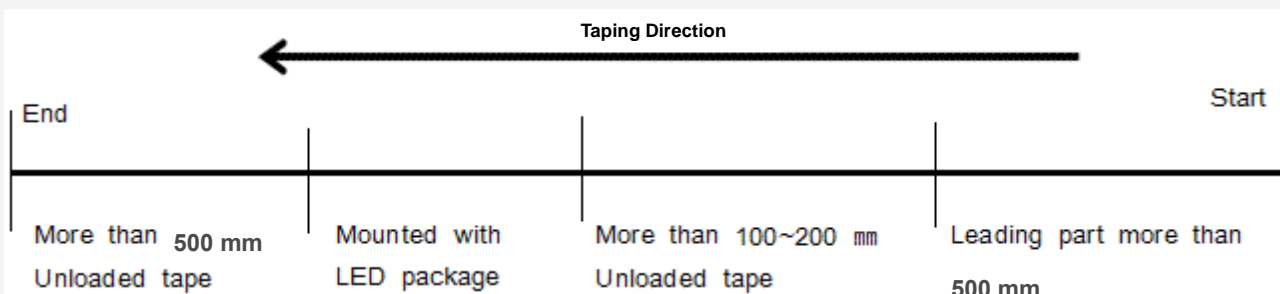 Taping Direction
End
Start
More than 500 mm
Unloaded tape
Mounted with
LED package
More than 100~200 mm
Unloaded tape
Leading part more than
500 mm